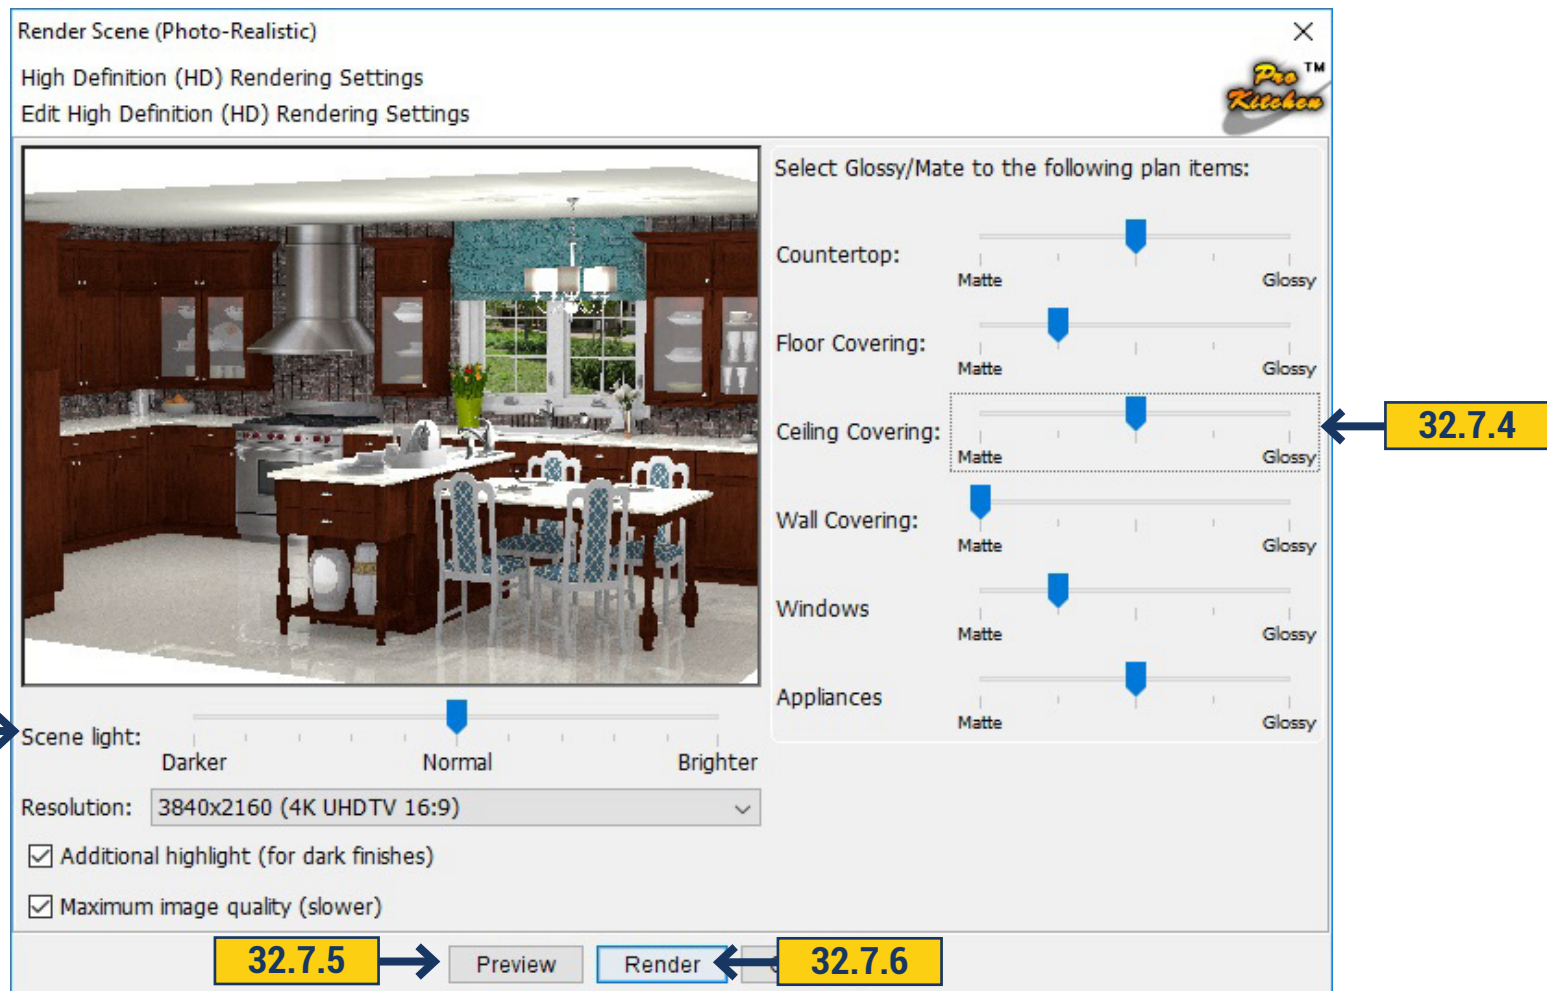 Render Scene (Photo-Realistic)
High Definition (HD) Rendering Settings
Edit High Definition (HD) Rendering Settings
Pro TM
Kitchen
Select Glossy/Mate to the following plan items:
Countertop:
Matte Glossy
Floor Covering:
Matte Glossy
Ceiling Covering:
Matte Glossy
32.7.4
Wall Covering:
Matte Glossy
Windows
Matte Glossy
Appliances
Matte Glossy
Scene light:
Darker Normal Brighter
Resolution: 3840x2160 (4K UHDTV 16:9)
Additional highlight (for dark finishes)
Maximum image quality (slower)
32.7.5 Preview Render 32.7.6